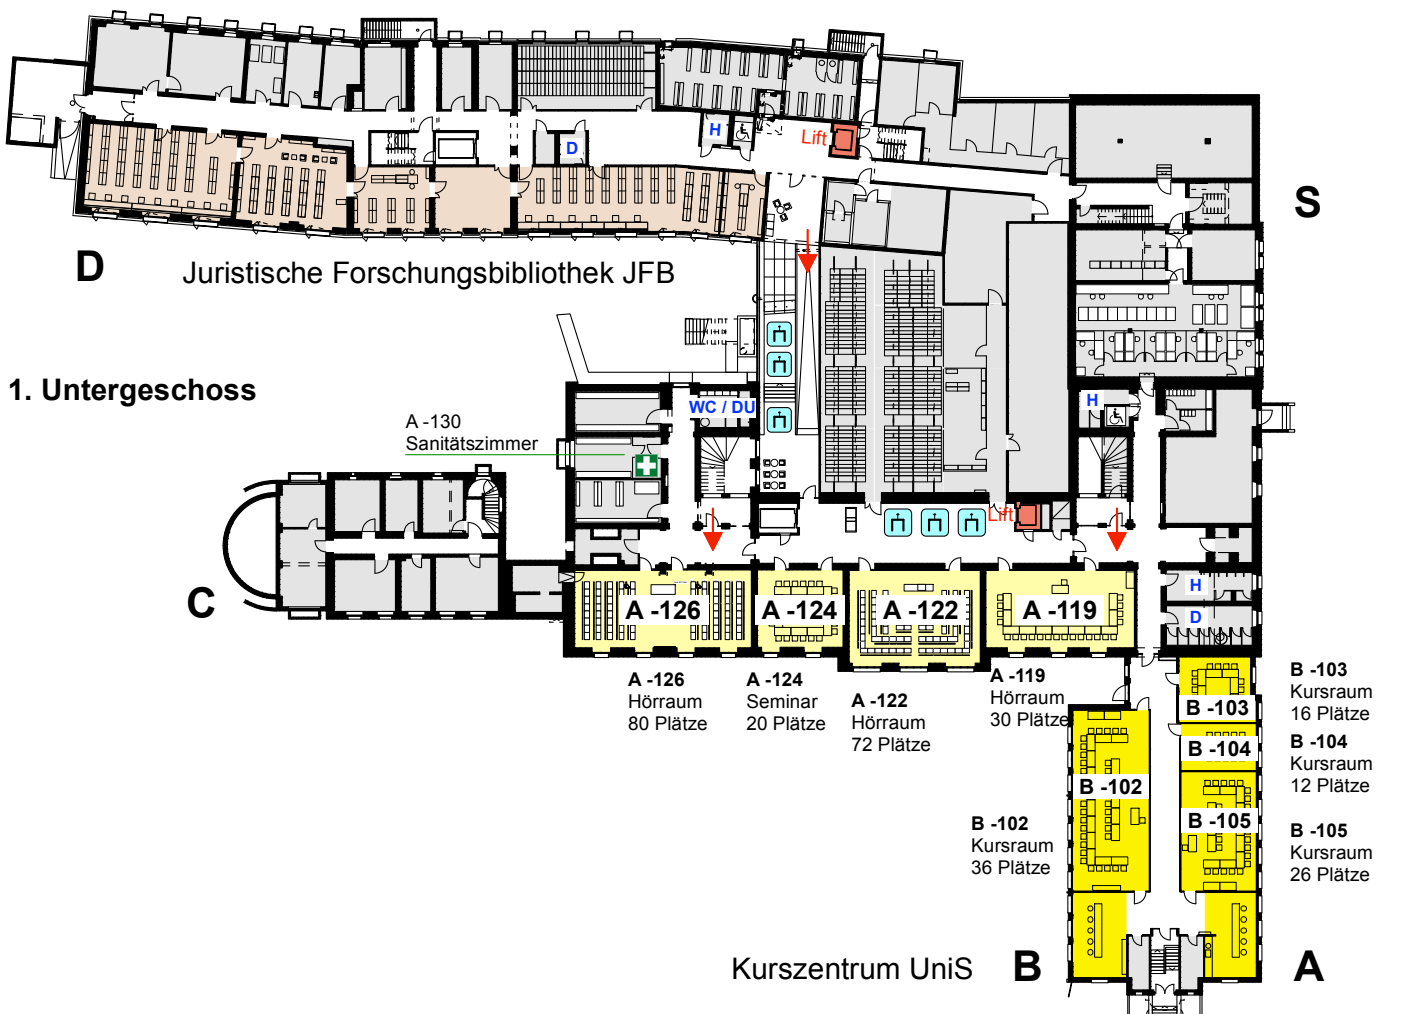 H
D
Lift
S
D
Juristische Forschungsbibliothek JFB
1. Untergeschoss
WC / DU
H
A -130
Sanitätszimmer
Lift
C
H
D
A -126
A -124
A -122
A -119
A -126
Hörraum
80 Plätze
A -124
Seminar
20 Plätze
A -122
Hörraum
72 Plätze
A -119
Hörraum
30 Plätze
B -103
B -104
B -102
B -105
B -103
Kursraum
16 Plätze
B -104
Kursraum
12 Plätze
B -102
Kursraum
36 Plätze
B -105
Kursraum
26 Plätze
Kurszentrum UniS
B
A